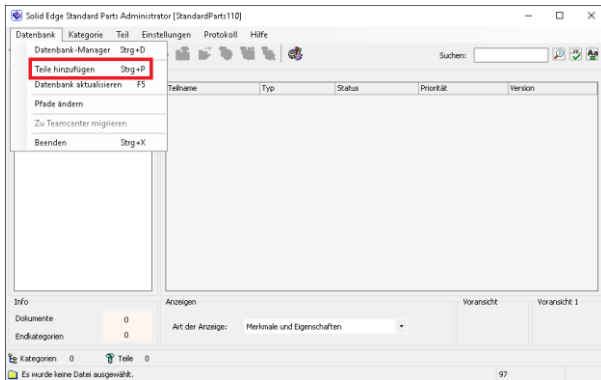 Solid Edge Standard Parts Administrator [StandardParts110]
Datenbank Kategorie Teil Einstellungen Protokoll Hilfe
Datenbank-Manager Strg+D
Teile hinzufügen Strg+P
Datenbank aktualisieren F5
Pfade ändern
Zu Teamcenter migrieren
Beenden Strg+X
Suchen:
Teilname Typ Status Priorität Version
Info
Dokumente 0
Endkategorien 0
Anzeigen
Art der Anzeige: Merkmale und Eigenschaften
Voransicht
Voransicht 1
Kategorien 0 Teile 0
Es wurde keine Datei ausgewählt. 97